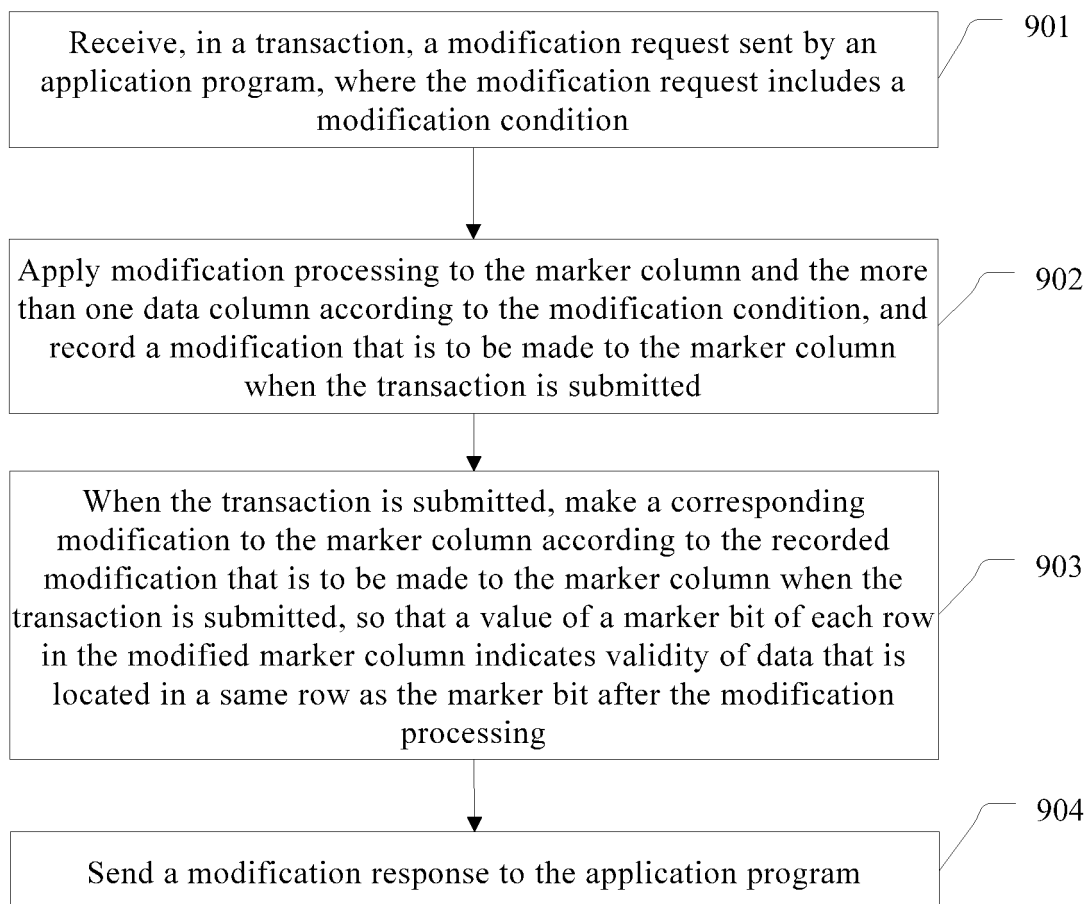 Receive, in a transaction, a modification request sent by an
application program, where the modification request includes a
modification condition
901
Apply modification processing to the marker column and the more
than one data column according to the modification condition, and
record a modification that is to be made to the marker column
when the transaction is submitted
902
When the transaction is submitted, make a corresponding
modification to the marker column according to the recorded
modification that is to be made to the marker column when the
transaction is submitted, so that a value of a marker bit of each row
in the modified marker column indicates validity of data that is
located in a same row as the marker bit after the modification
processing
903
Send a modification response to the application program
904